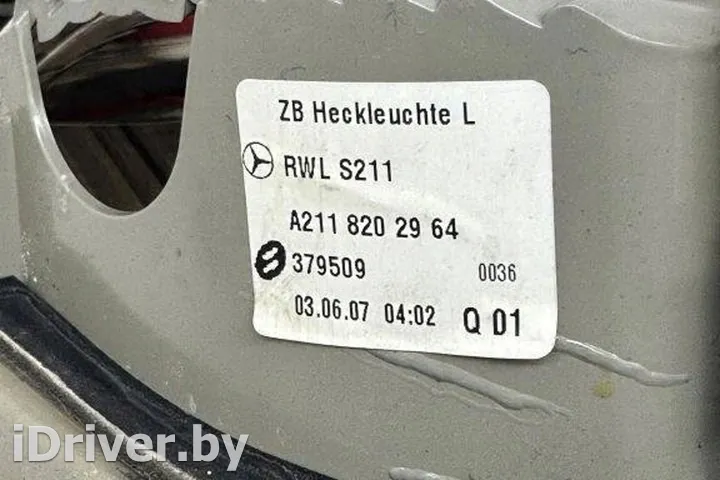 ZB Heckleuchte L
RWL S211
A211 820 29 64
379509 0036
03.06.07 04:02 Q 01
iDriver.by